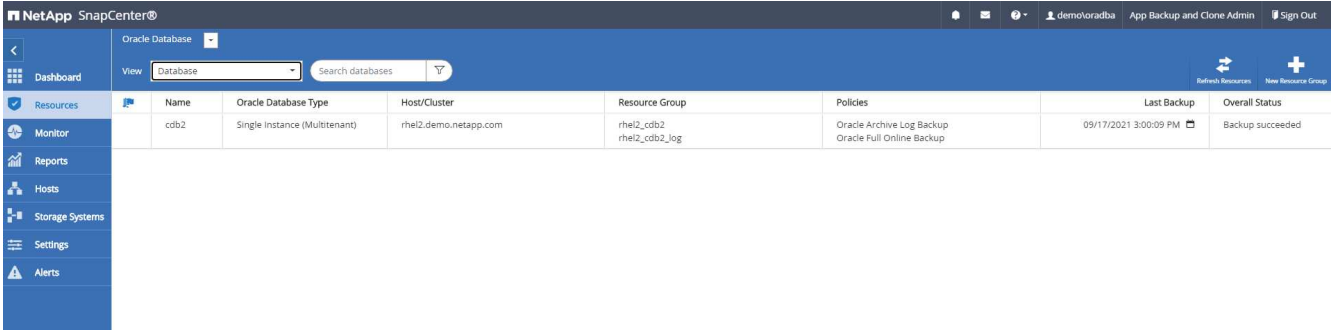 NetApp SnapCenter®
demo\oradba App Backup and Clone Admin Sign Out
Oracle Database
View Database Search databases
Refresh Resources New Resource Group
Dashboard
Resources
Monitor
Reports
Hosts
Storage Systems
Settings
Alerts
Name Oracle Database Type Host/Cluster Resource Group Policies Last Backup Overall Status
cdb2 Single Instance (Multitenant) rhel2.demo.netapp.com rhel2_cdb2 Oracle Archive Log Backup 09/17/2021 3:00:09 PM Backup succeeded
rhel2_cdb2_log Oracle Full Online Backup